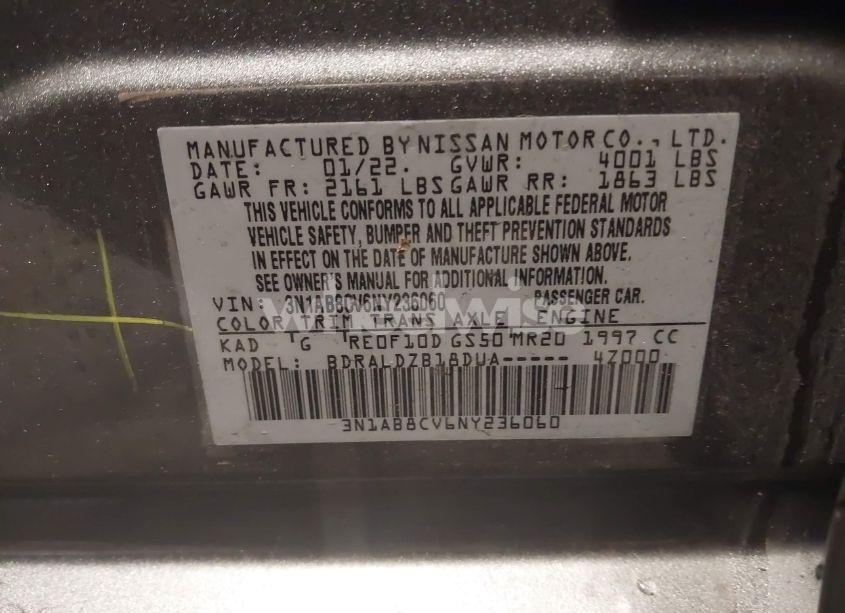 MANUFACTURED BY NISSAN MOTOR CO., LTD.
DATE: 01/22. GVWR: 4001 LBS
GAWR FR: 2161 LBS GAWR RR: 1863 LBS
THIS VEHICLE CONFORMS TO ALL APPLICABLE FEDERAL MOTOR
VEHICLE SAFETY, BUMPER AND THEFT PREVENTION STANDARDS
IN EFFECT ON THE DATE OF MANUFACTURE SHOWN ABOVE.
SEE OWNER'S MANUAL FOR ADDITIONAL INFORMATION.
VIN: 3N1AB8CV6NY236060 PASSENGER CAR.
COLOR TRIM TRANS AXLE ENGINE
KAD G RE0F10D GS50 MR20 1997 CC
MODEL: BDRALDZB18DUA----- 4Z000
3N1AB8CV6NY236060